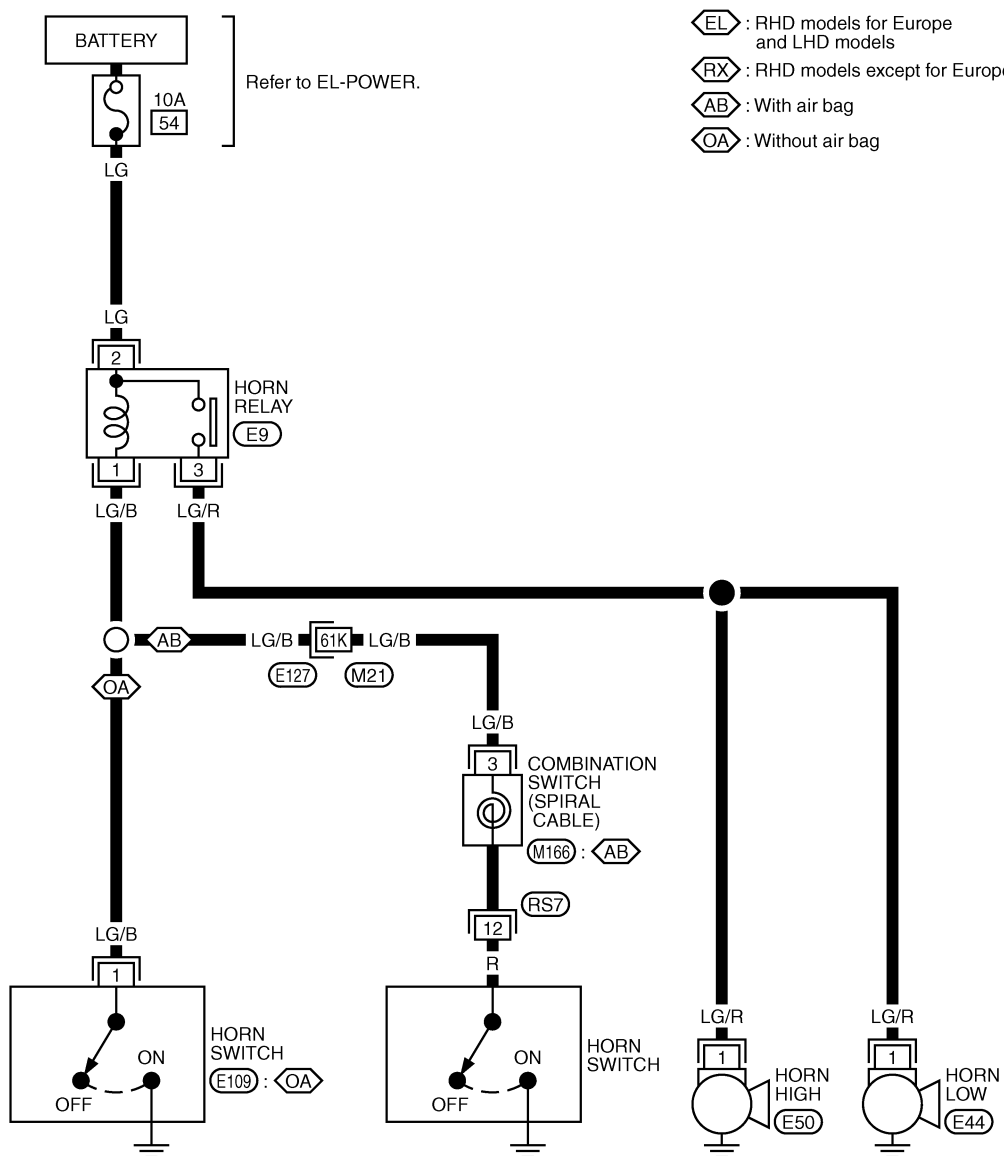 BATTERY
10A
54
Refer to EL-POWER.
EL : RHD models for Europe
and LHD models
RX : RHD models except for Europe
AB : With air bag
OA : Without air bag
LG
LG
2
HORN
RELAY
E9
1
3
LG/B
LG/R
AB
LG/B
61K
LG/B
E127
M21
OA
LG/B
3
COMBINATION
SWITCH
(SPIRAL
CABLE)
M166 : AB
RS7
12
R
LG/B
1
HORN
SWITCH
E109 : OA
ON
OFF
HORN
SWITCH
ON
OFF
LG/R
1
HORN
HIGH
E50
LG/R
1
HORN
LOW
E44